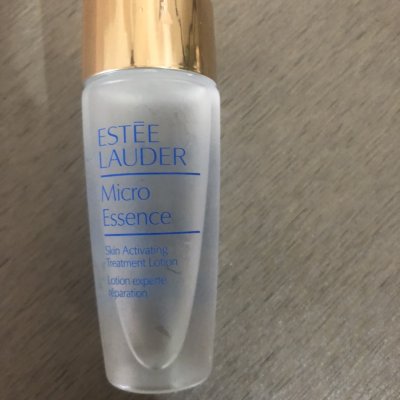 ESTĒE
LAUDER
Micro
Essence
Skin Activating
Treatment Lotion
Lotion experte
réparation